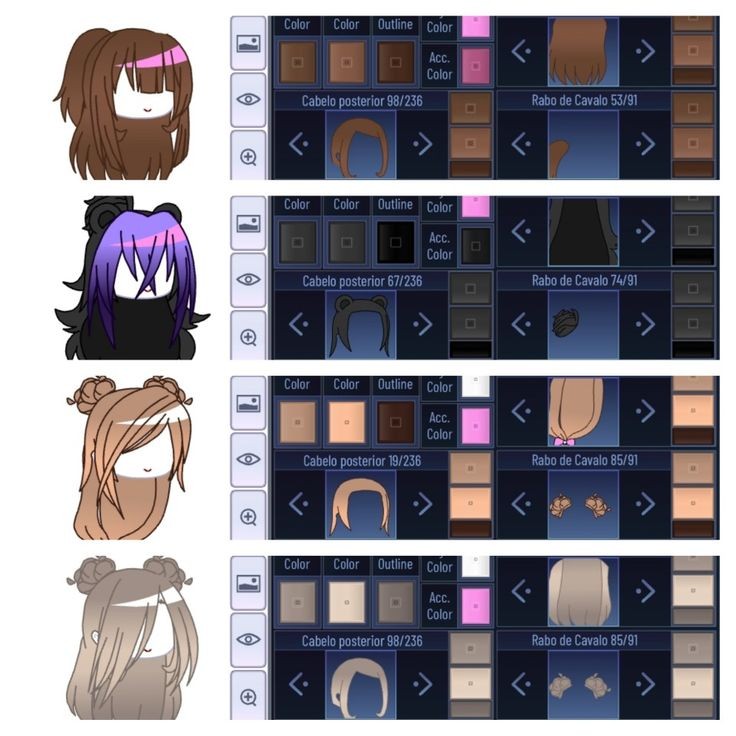 Color Color Outline Color
Acc.
Color
Cabelo posterior 98/236 Rabo de Cavalo 53/91
Color Color Outline Color
Acc.
Color
Cabelo posterior 67/236 Rabo de Cavalo 74/91
Color Color Outline Color
Acc.
Color
Cabelo posterior 19/236 Rabo de Cavalo 85/91
Color Color Outline Color
Acc.
Color
Cabelo posterior 98/236 Rabo de Cavalo 85/91